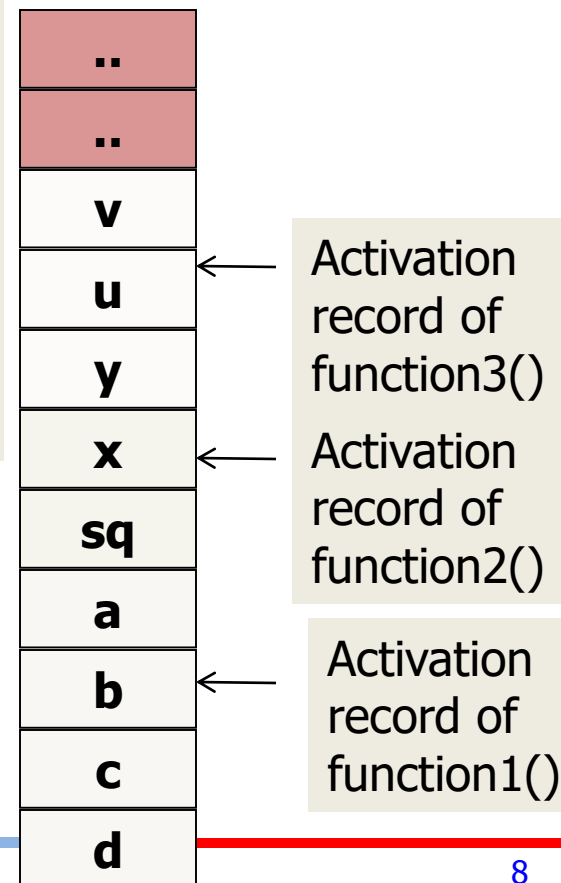 ..
..
v
u
y
x
sq
a
b
c
d
Activation
record of
function3()
Activation
record of
function2()
Activation
record of
function1()
8